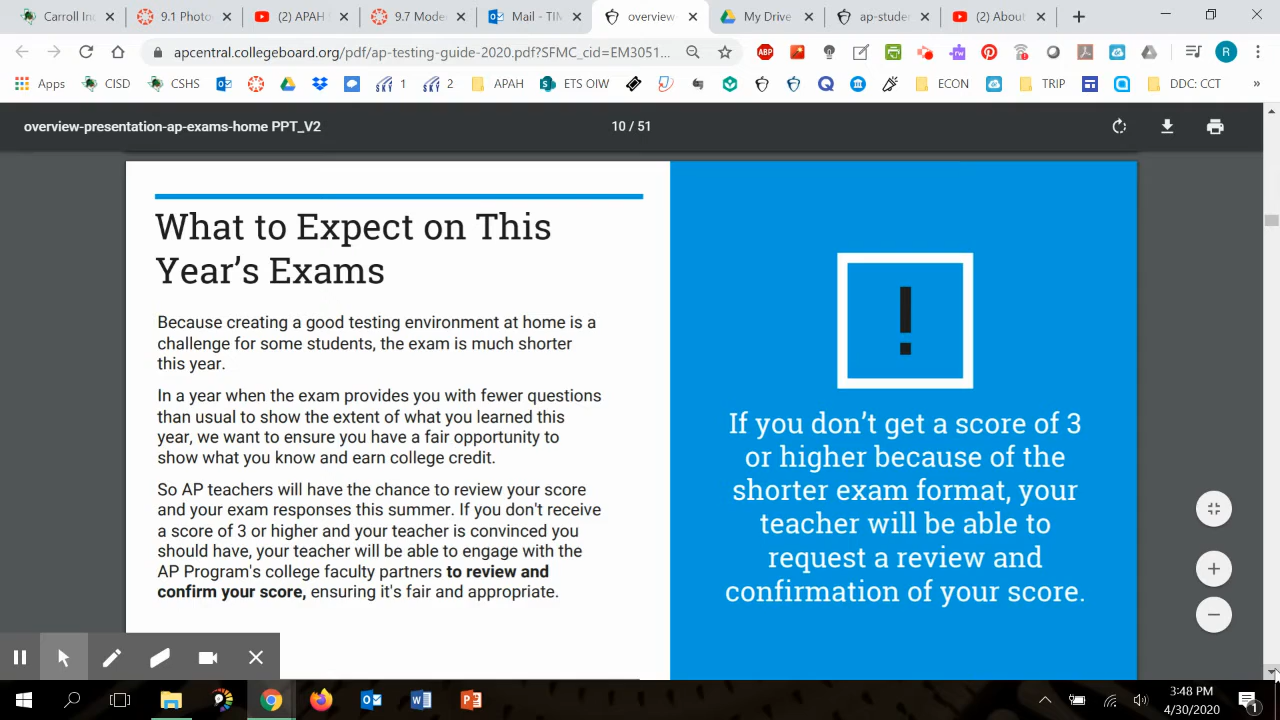 Carroll Inc
9.1 Photo
(2) APAH
9.7 Mode
Mail - TIM
overview
My Drive
ap-stude
(2) About
apcentral.collegeboard.org/pdf/ap-testing-guide-2020.pdf?SFMC_cid=EM3051...
ABP
rw
R
Apps
CISD
CSHS
1
2
APAH
ETS OIW
ECON
TRIP
DDC: CCT
»
overview-presentation-ap-exams-home PPT_V2
10 / 51
What to Expect on This
Year's Exams
Because creating a good testing environment at home is a
challenge for some students, the exam is much shorter
this year.
In a year when the exam provides you with fewer questions
than usual to show the extent of what you learned this
year, we want to ensure you have a fair opportunity to
show what you know and earn college credit.
So AP teachers will have the chance to review your score
and your exam responses this summer. If you don't receive
a score of 3 or higher and your teacher is convinced you
should have, your teacher will be able to engage with the
AP Program's college faculty partners to review and
confirm your score, ensuring it's fair and appropriate.
!
If you don't get a score of 3
or higher because of the
shorter exam format, your
teacher will be able to
request a review and
confirmation of your score.
3:48 PM
4/30/2020
1